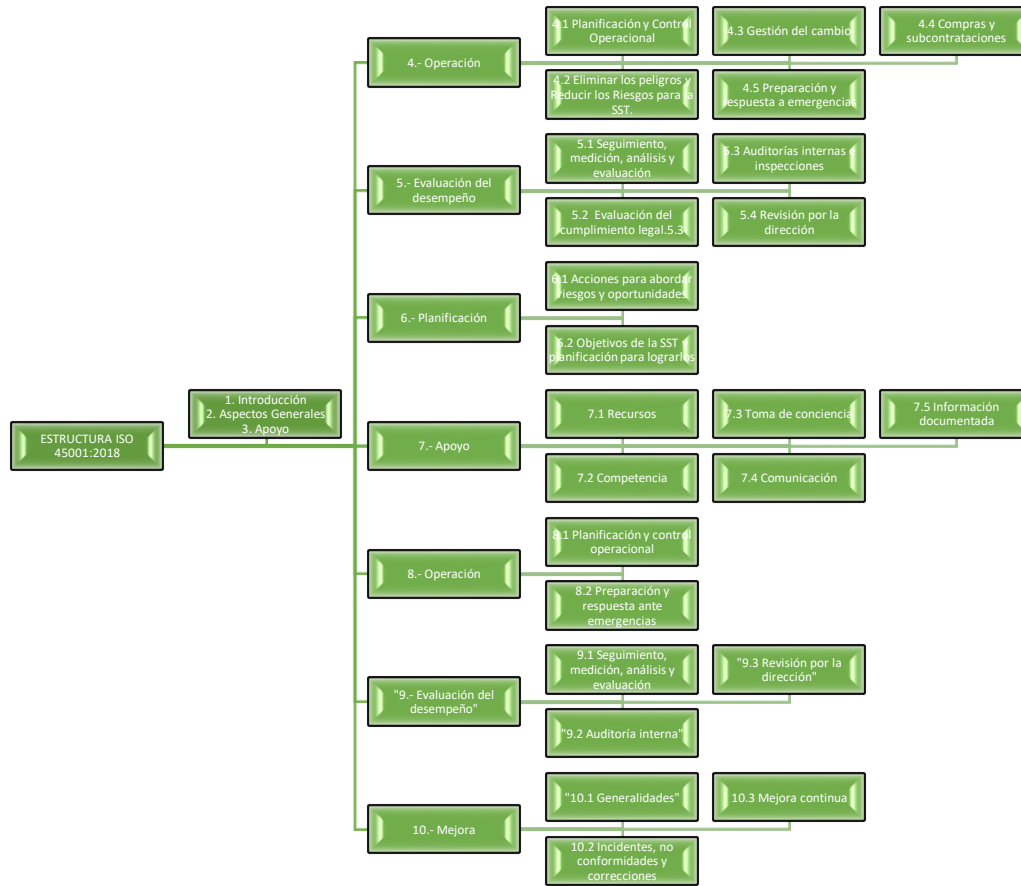 ESTRUCTURA ISO
45001:2018
1. Introducción
2. Aspectos Generales
3. Apoyo
4.- Operación
4.1 Planificación y Control
Operacional
4.2 Eliminar los peligros y
Reducir los Riesgos para la
SST.
4.3 Gestión del cambio
4.5 Preparación y
respuesta a emergencias
4.4 Compras y
subcontrataciones
5.- Evaluación del
desempeño
5.1 Seguimiento,
medición, análisis y
evaluación
5.2 Evaluación del
cumplimiento legal.5.3
5.3 Auditorías internas e
inspecciones
5.4 Revisión por la
dirección
6.- Planificación
6.1 Acciones para abordar
riesgos y oportunidades
6.2 Objetivos de la SST y
planificación para lograrlos
7.- Apoyo
7.1 Recursos
7.2 Competencia
7.3 Toma de conciencia
7.4 Comunicación
7.5 Información
documentada
8.- Operación
8.1 Planificación y control
operacional
8.2 Preparación y
respuesta ante
emergencias
"9.- Evaluación del
desempeño"
9.1 Seguimiento,
medición, análisis y
evaluación
"9.2 Auditoría interna"
"9.3 Revisión por la
dirección"
10.- Mejora
"10.1 Generalidades"
10.2 Incidentes, no
conformidades y
correcciones
10.3 Mejora continua